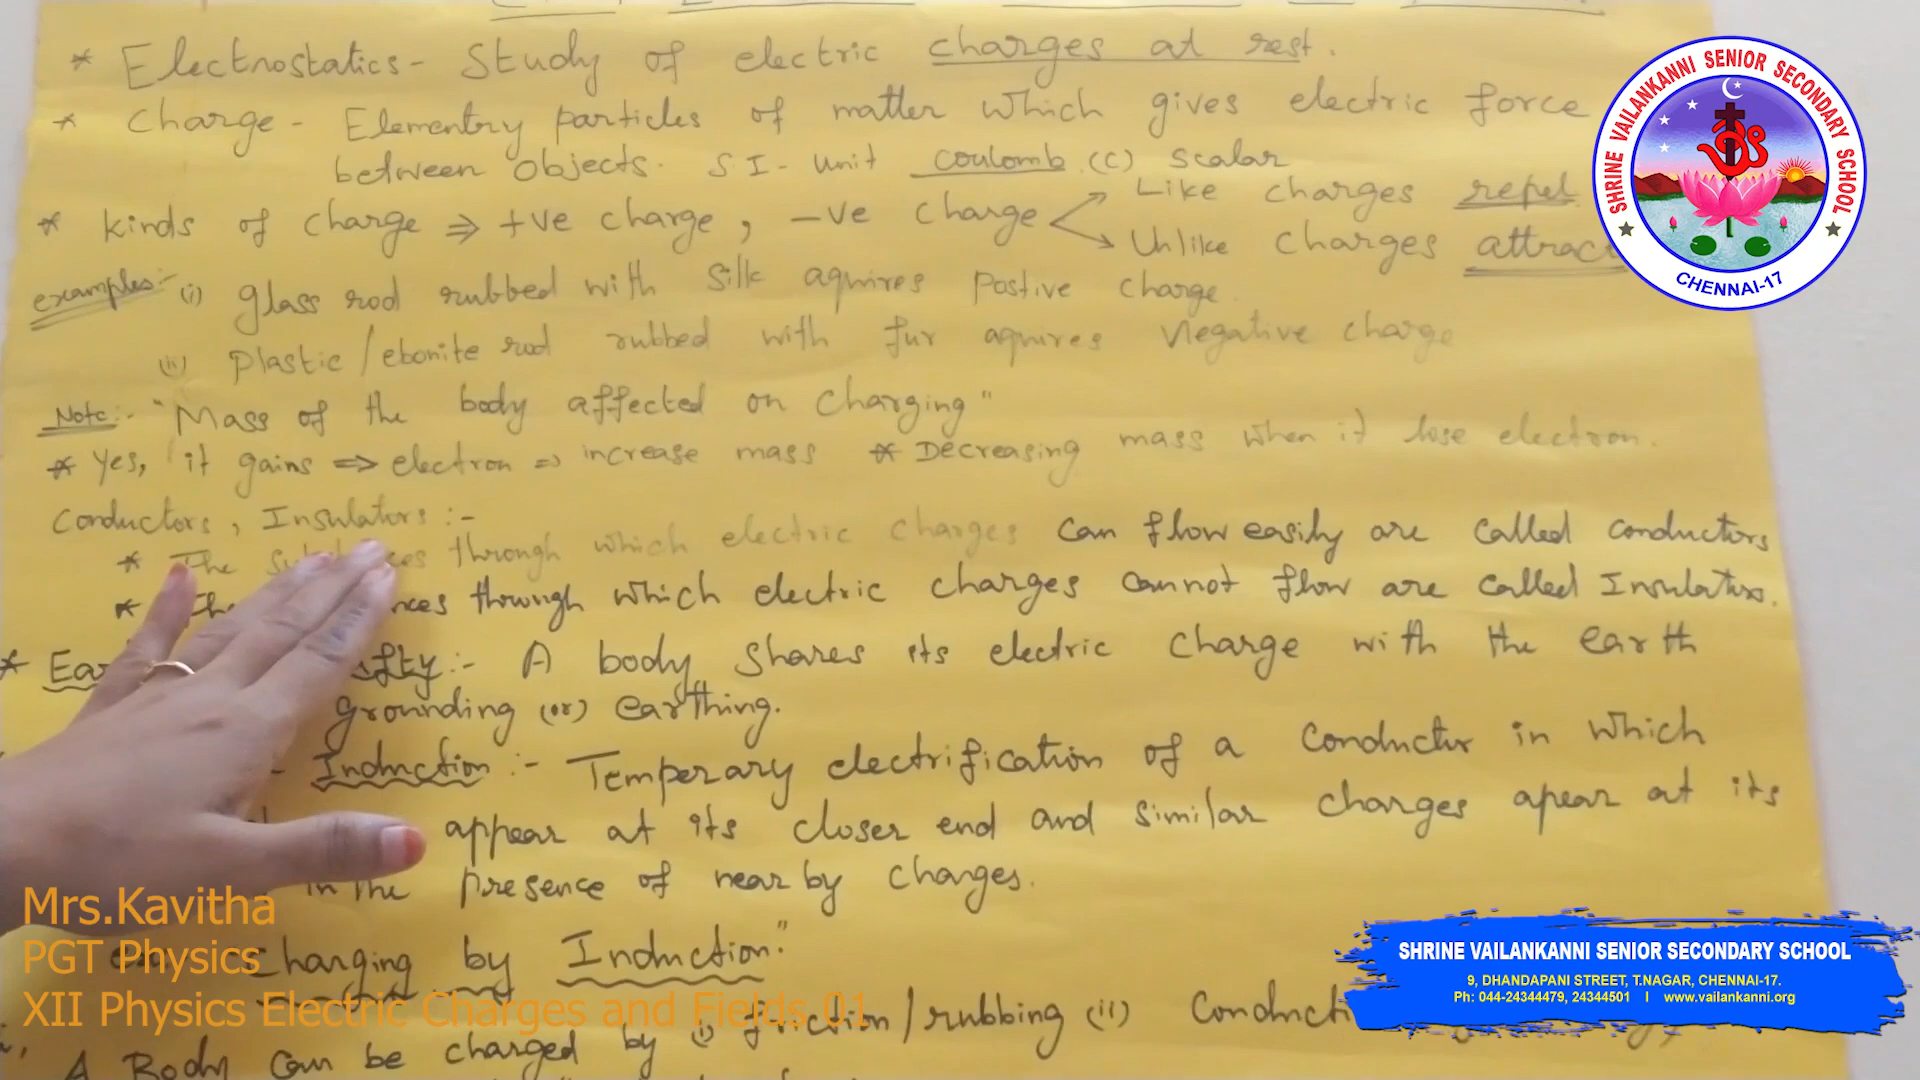 * Electrostatics - Study of electric charges at rest.
* Charge - Elementry particles of matter which gives electric force
between objects. S.I - unit coulomb (C) scalar
* Kinds of charge ⇒ +ve charge, -ve charge
Like charges repel
Unlike charges attract
examples:- (i) Glass rod rubbed with silk aquires postive charge.
(ii) Plastic / ebonite rod rubbed with fur aquires Negative charge
Note:- "Mass of the body affected on charging"
* Yes, it gains ⇒ electron ⇒ increase mass * Decreasing mass when it lose electron.
Conductors, Insulators :-
* The through which electric charges can flow easily are called conductors
* through which electric charges cannot flow are called Insulators.
* A body shares its electric charge with the earth
grounding (or) earthing.
Induction :- Temperary electrification of a conductor in which
appear at its closer end and similar charges apear at its
in the presence of near by charges.
charging by Induction."
A Body can be charged by (i) friction / rubbing (ii)
SHRINE VAILANKANNI SENIOR SECONDARY SCHOOL
CHENNAI-17
Mrs.Kavitha
PGT Physics
XII Physics Electric Charges and Fields 01
SHRINE VAILANKANNI SENIOR SECONDARY SCHOOL
9, DHANDAPANI STREET, T.NAGAR, CHENNAI-17.
Ph: 044-24344479, 24344501 I www.vailankanni.org